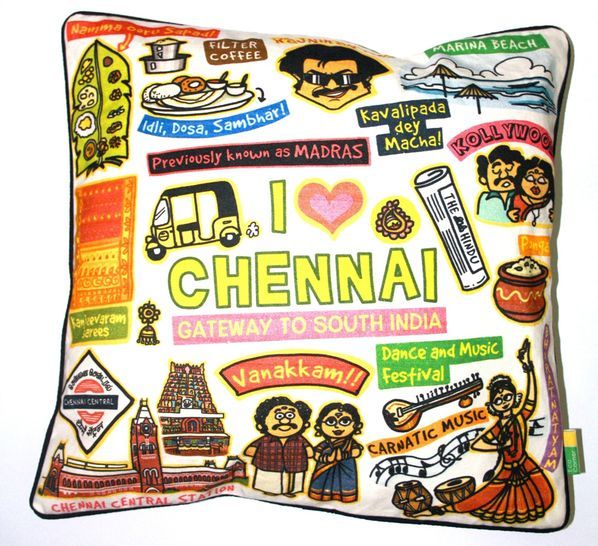 Namma ooru Sapad!
FILTER
COFFEE
MARINA BEACH
Idli, Dosa, Sambhar!
Kavalipada
dey
Macha!
KOLLYWOO
Previously known as MADRAS
THE HINDU
I
CHENNAI
GATEWAY TO SOUTH INDIA
Kanjeevaram
Sarees
Vanakkam!!
Dance and Music
Festival
CARNATIC MUSIC
BHARATNATYAM
CHENNAI CENTRAL
CHENNAI CENTRAL STATION